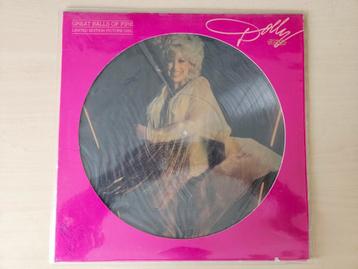 GREAT BALLS OF FIRE
LIMITED EDITION PICTURE DISC
Dolly